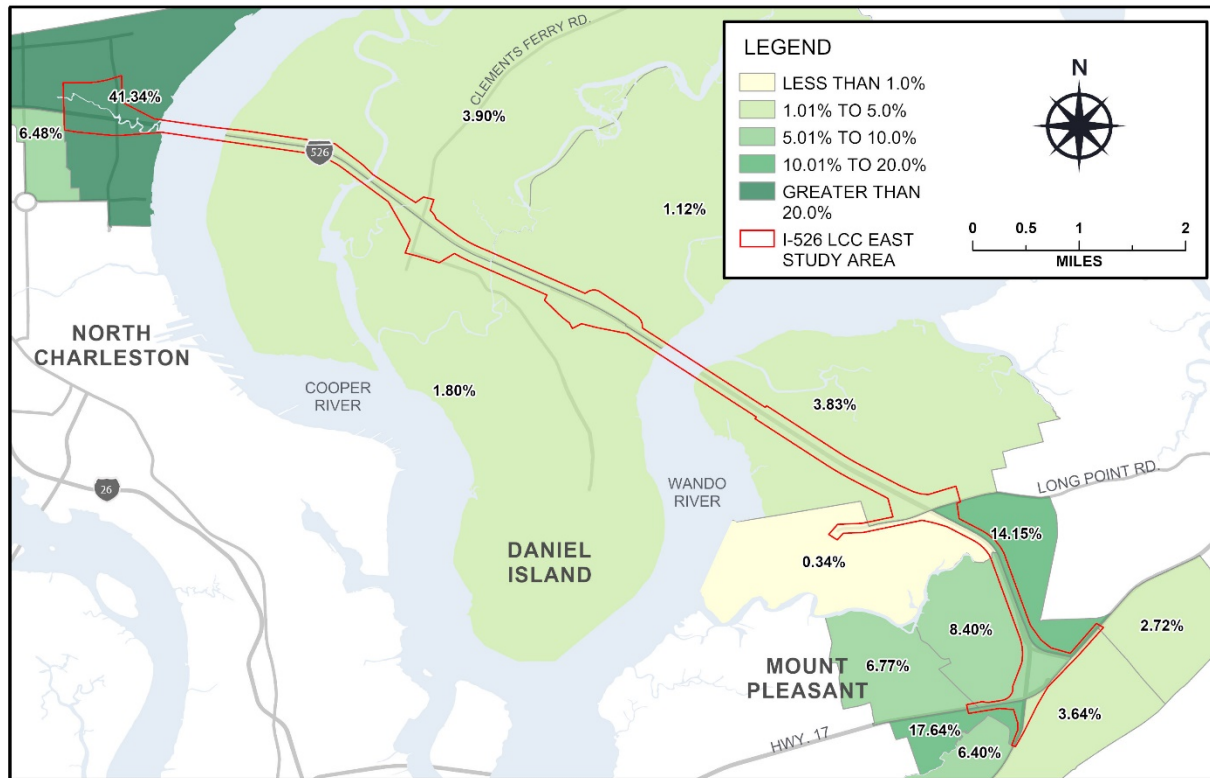 LEGEND
LESS THAN 1.0%
1.01% TO 5.0%
5.01% TO 10.0%
10.01% TO 20.0%
GREATER THAN
20.0%
I-526 LCC EAST
STUDY AREA
N
0 0.5 1 2
MILES
CLEMENTS FERRY RD.
41.34%
6.48%
3.90%
526
1.12%
NORTH
CHARLESTON
COOPER
RIVER
1.80%
3.83%
WANDO
RIVER
LONG POINT RD.
26
DANIEL
ISLAND
14.15%
0.34%
8.40%
2.72%
6.77%
MOUNT
PLEASANT
3.64%
17.64%
HWY. 17
6.40%